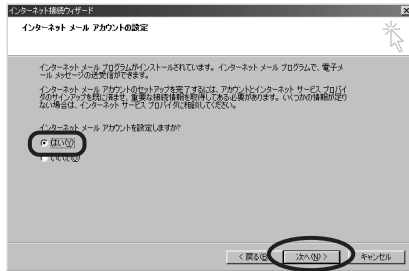 インターネット接続ウィザード
インターネット メール アカウントの設定
インターネット メール プログラムがインストールされています。インターネット メール プログラムで、電子メ
ール メッセージの送受信ができます。
インターネット メール アカウントのセットアップを完了するには、アカウントとインターネット サービス プロバイ
ダのサインアップを既に済ませ、重要な接続情報を取得してある必要があります。いくつかの情報が足り
ない場合は、インターネット サービス プロバイダに相談してください。
インターネット メール アカウントを設定しますか?
はい(Y)
いいえ(O)
< 戻る(B)
次へ(N) >
キャンセル